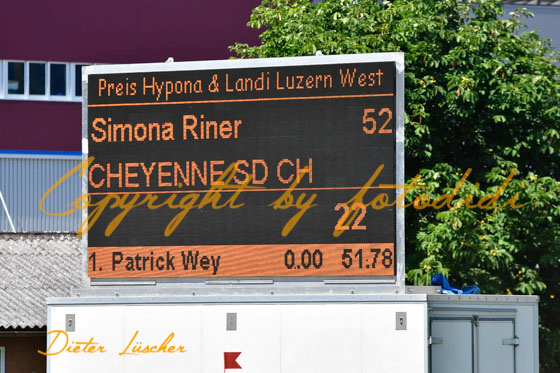 Preis Hypona & Landi Luzern West
Simona Riner 52
CHEYENNE SD CH
22
1. Patrick Wey 0.00 51.78
Copyright by fotodidi
Dieter Lüscher